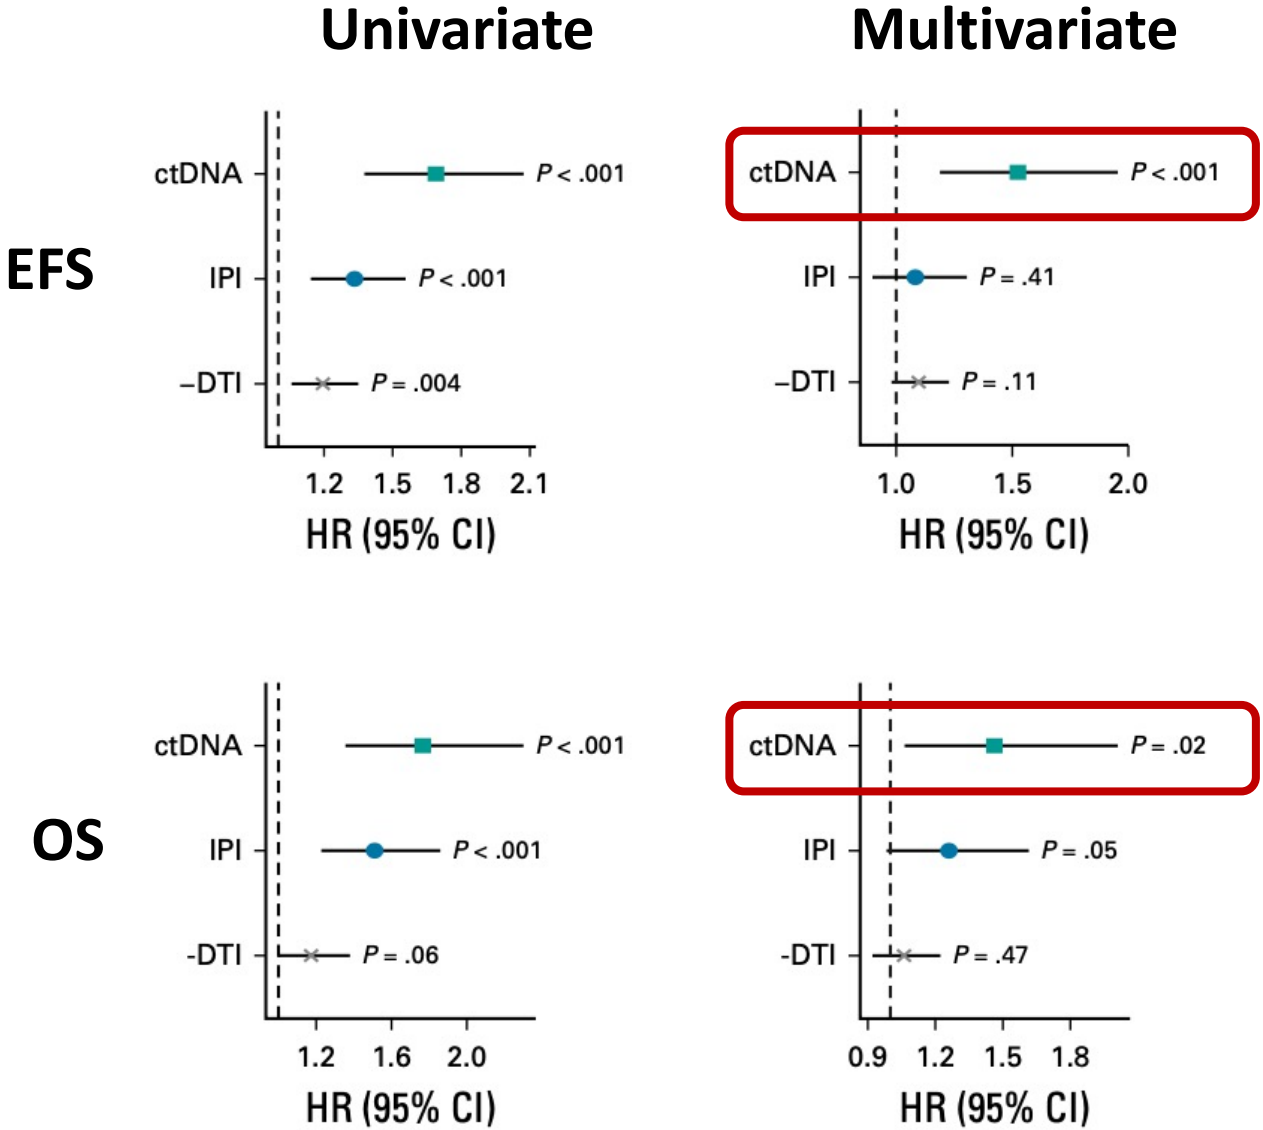 Univariate
Multivariate
EFS
ctDNA
P < .001
IPI
P < .001
–DTI
P = .004
1.2 1.5 1.8 2.1
HR (95% CI)
ctDNA
P < .001
IPI
P = .41
–DTI
P = .11
1.0 1.5 2.0
HR (95% CI)
OS
ctDNA
P < .001
IPI
P < .001
-DTI
P = .06
1.2 1.6 2.0
HR (95% CI)
ctDNA
P = .02
IPI
P = .05
-DTI
P = .47
0.9 1.2 1.5 1.8
HR (95% CI)